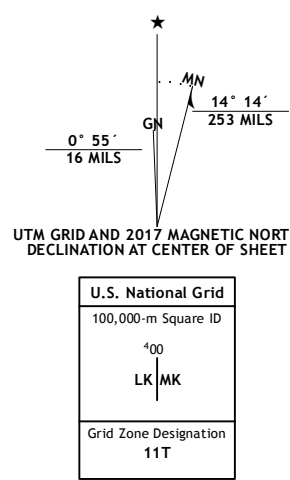 ★
MN
GN
0° 55´
16 MILS
14° 14´
253 MILS
UTM GRID AND 2017 MAGNETIC NORT
DECLINATION AT CENTER OF SHEET
U.S. National Grid
100,000-m Square ID
⁴00
LK MK
Grid Zone Designation
11T